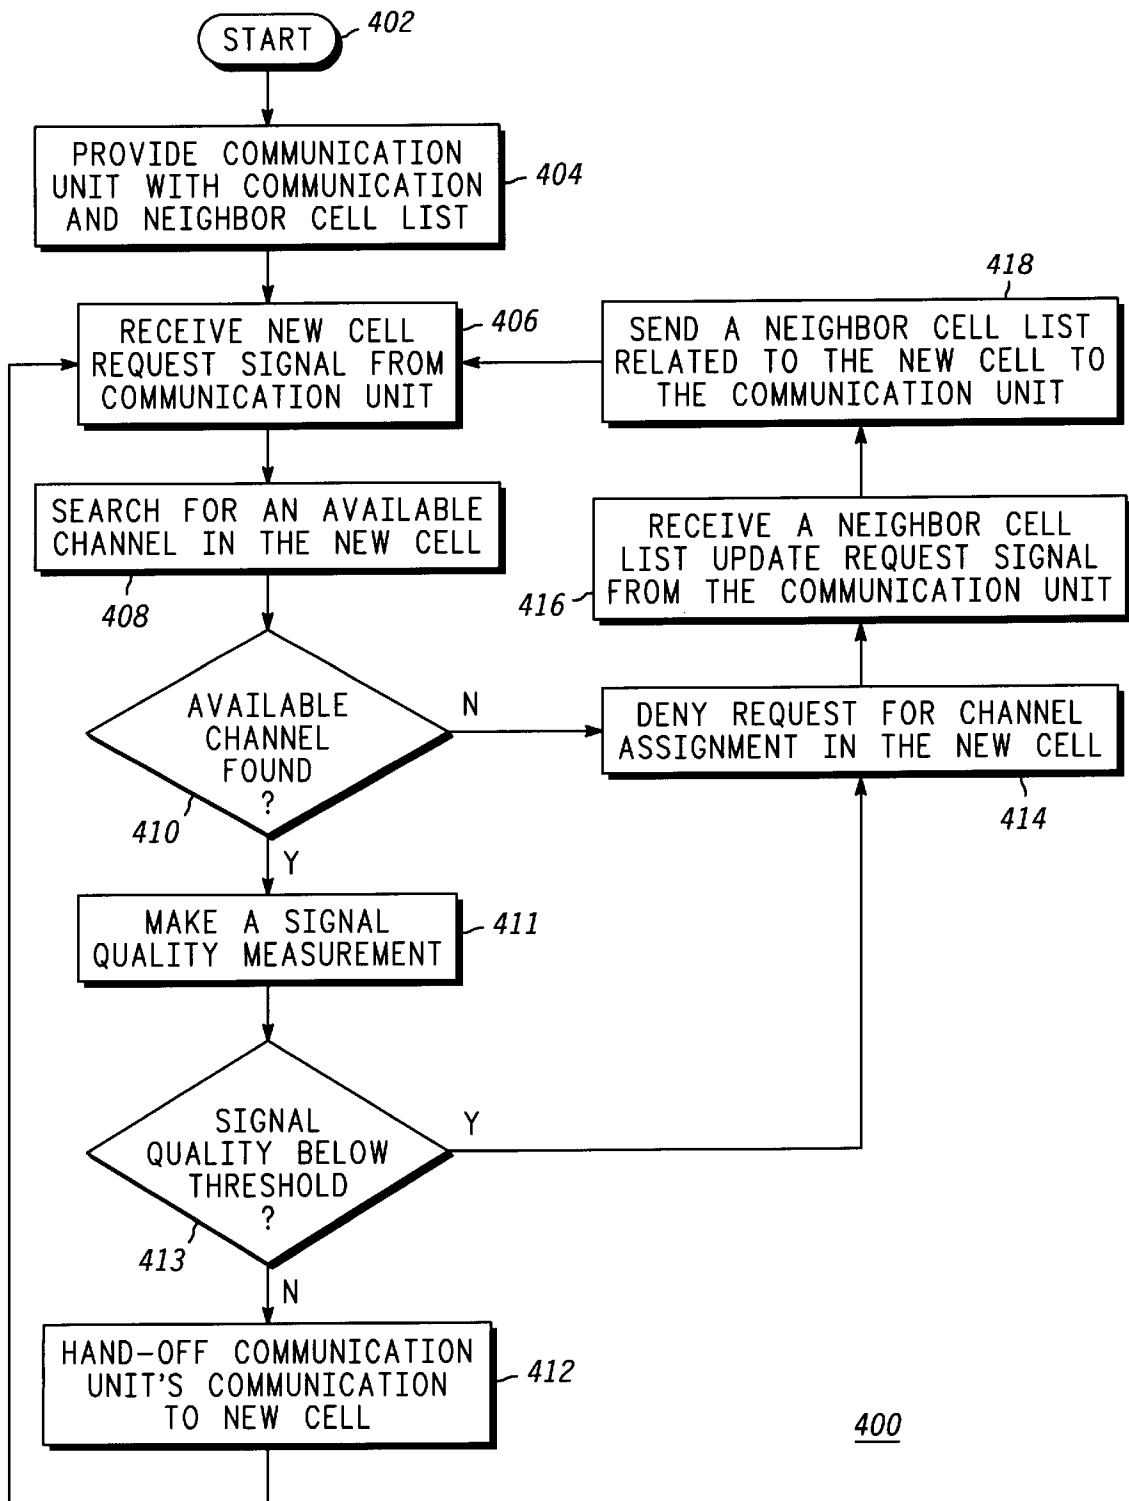 START
402
PROVIDE COMMUNICATION
UNIT WITH COMMUNICATION
AND NEIGHBOR CELL LIST
404
RECEIVE NEW CELL
REQUEST SIGNAL FROM
COMMUNICATION UNIT
406
418
SEND A NEIGHBOR CELL LIST
RELATED TO THE NEW CELL TO
THE COMMUNICATION UNIT
SEARCH FOR AN AVAILABLE
CHANNEL IN THE NEW CELL
408
RECEIVE A NEIGHBOR CELL
LIST UPDATE REQUEST SIGNAL
FROM THE COMMUNICATION UNIT
416
AVAILABLE
CHANNEL
FOUND
?
410
N
Y
DENY REQUEST FOR CHANNEL
ASSIGNMENT IN THE NEW CELL
414
MAKE A SIGNAL
QUALITY MEASUREMENT
411
SIGNAL
QUALITY BELOW
THRESHOLD
?
413
Y
N
HAND-OFF COMMUNICATION
UNIT'S COMMUNICATION
TO NEW CELL
412
400